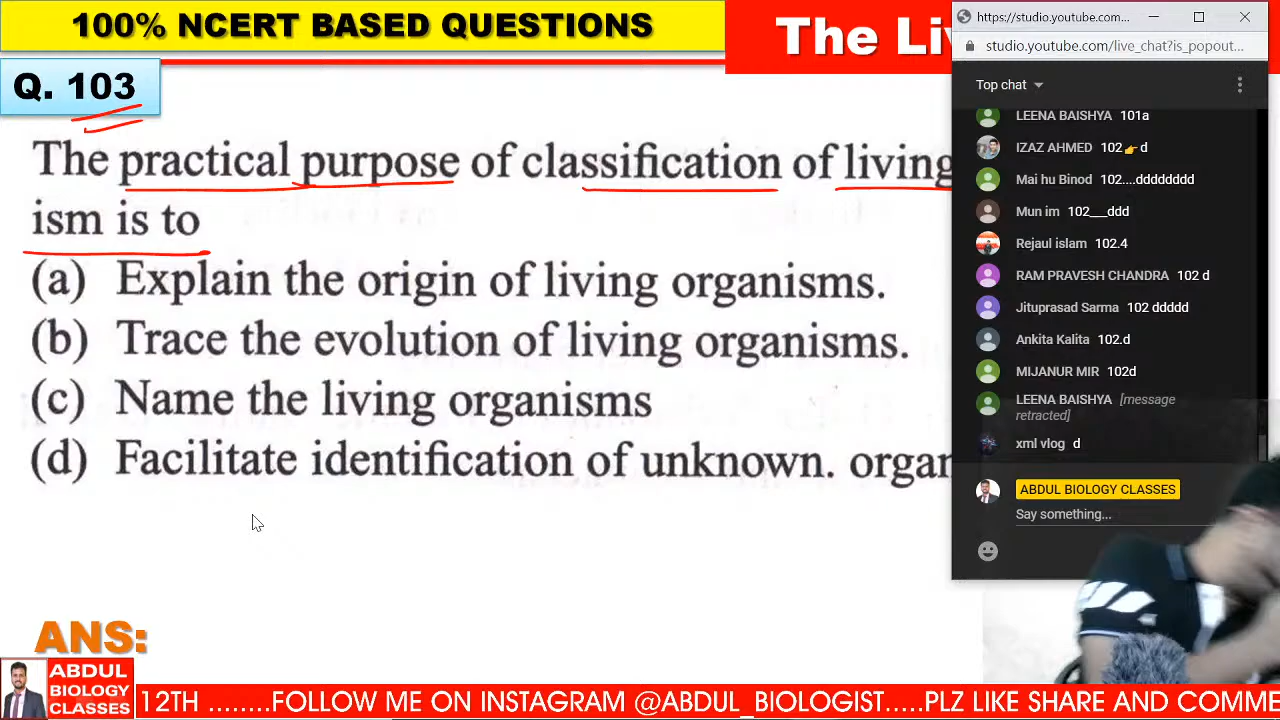 100% NCERT BASED QUESTIONS
The Li
Q. 103
The practical purpose of classification of living
ism is to
(a) Explain the origin of living organisms.
(b) Trace the evolution of living organisms.
(c) Name the living organisms
(d) Facilitate identification of unknown. organ
ANS:
ABDUL
BIOLOGY
CLASSES
12TH ........FOLLOW ME ON INSTAGRAM @ABDUL_BIOLOGIST.....PLZ LIKE SHARE AND COMME
https://studio.youtube.com...
studio.youtube.com/live_chat?is_popout...
Top chat
LEENA BAISHYA 101a
IZAZ AHMED 102👉d
Mai hu Binod 102....dddddddd
Mun im 102___ddd
Rejaul islam 102.4
RAM PRAVESH CHANDRA 102 d
Jituprasad Sarma 102 ddddd
Ankita Kalita 102.d
MIJANUR MIR 102d
LEENA BAISHYA [message
retracted]
xml vlog d
ABDUL BIOLOGY CLASSES
Say something...